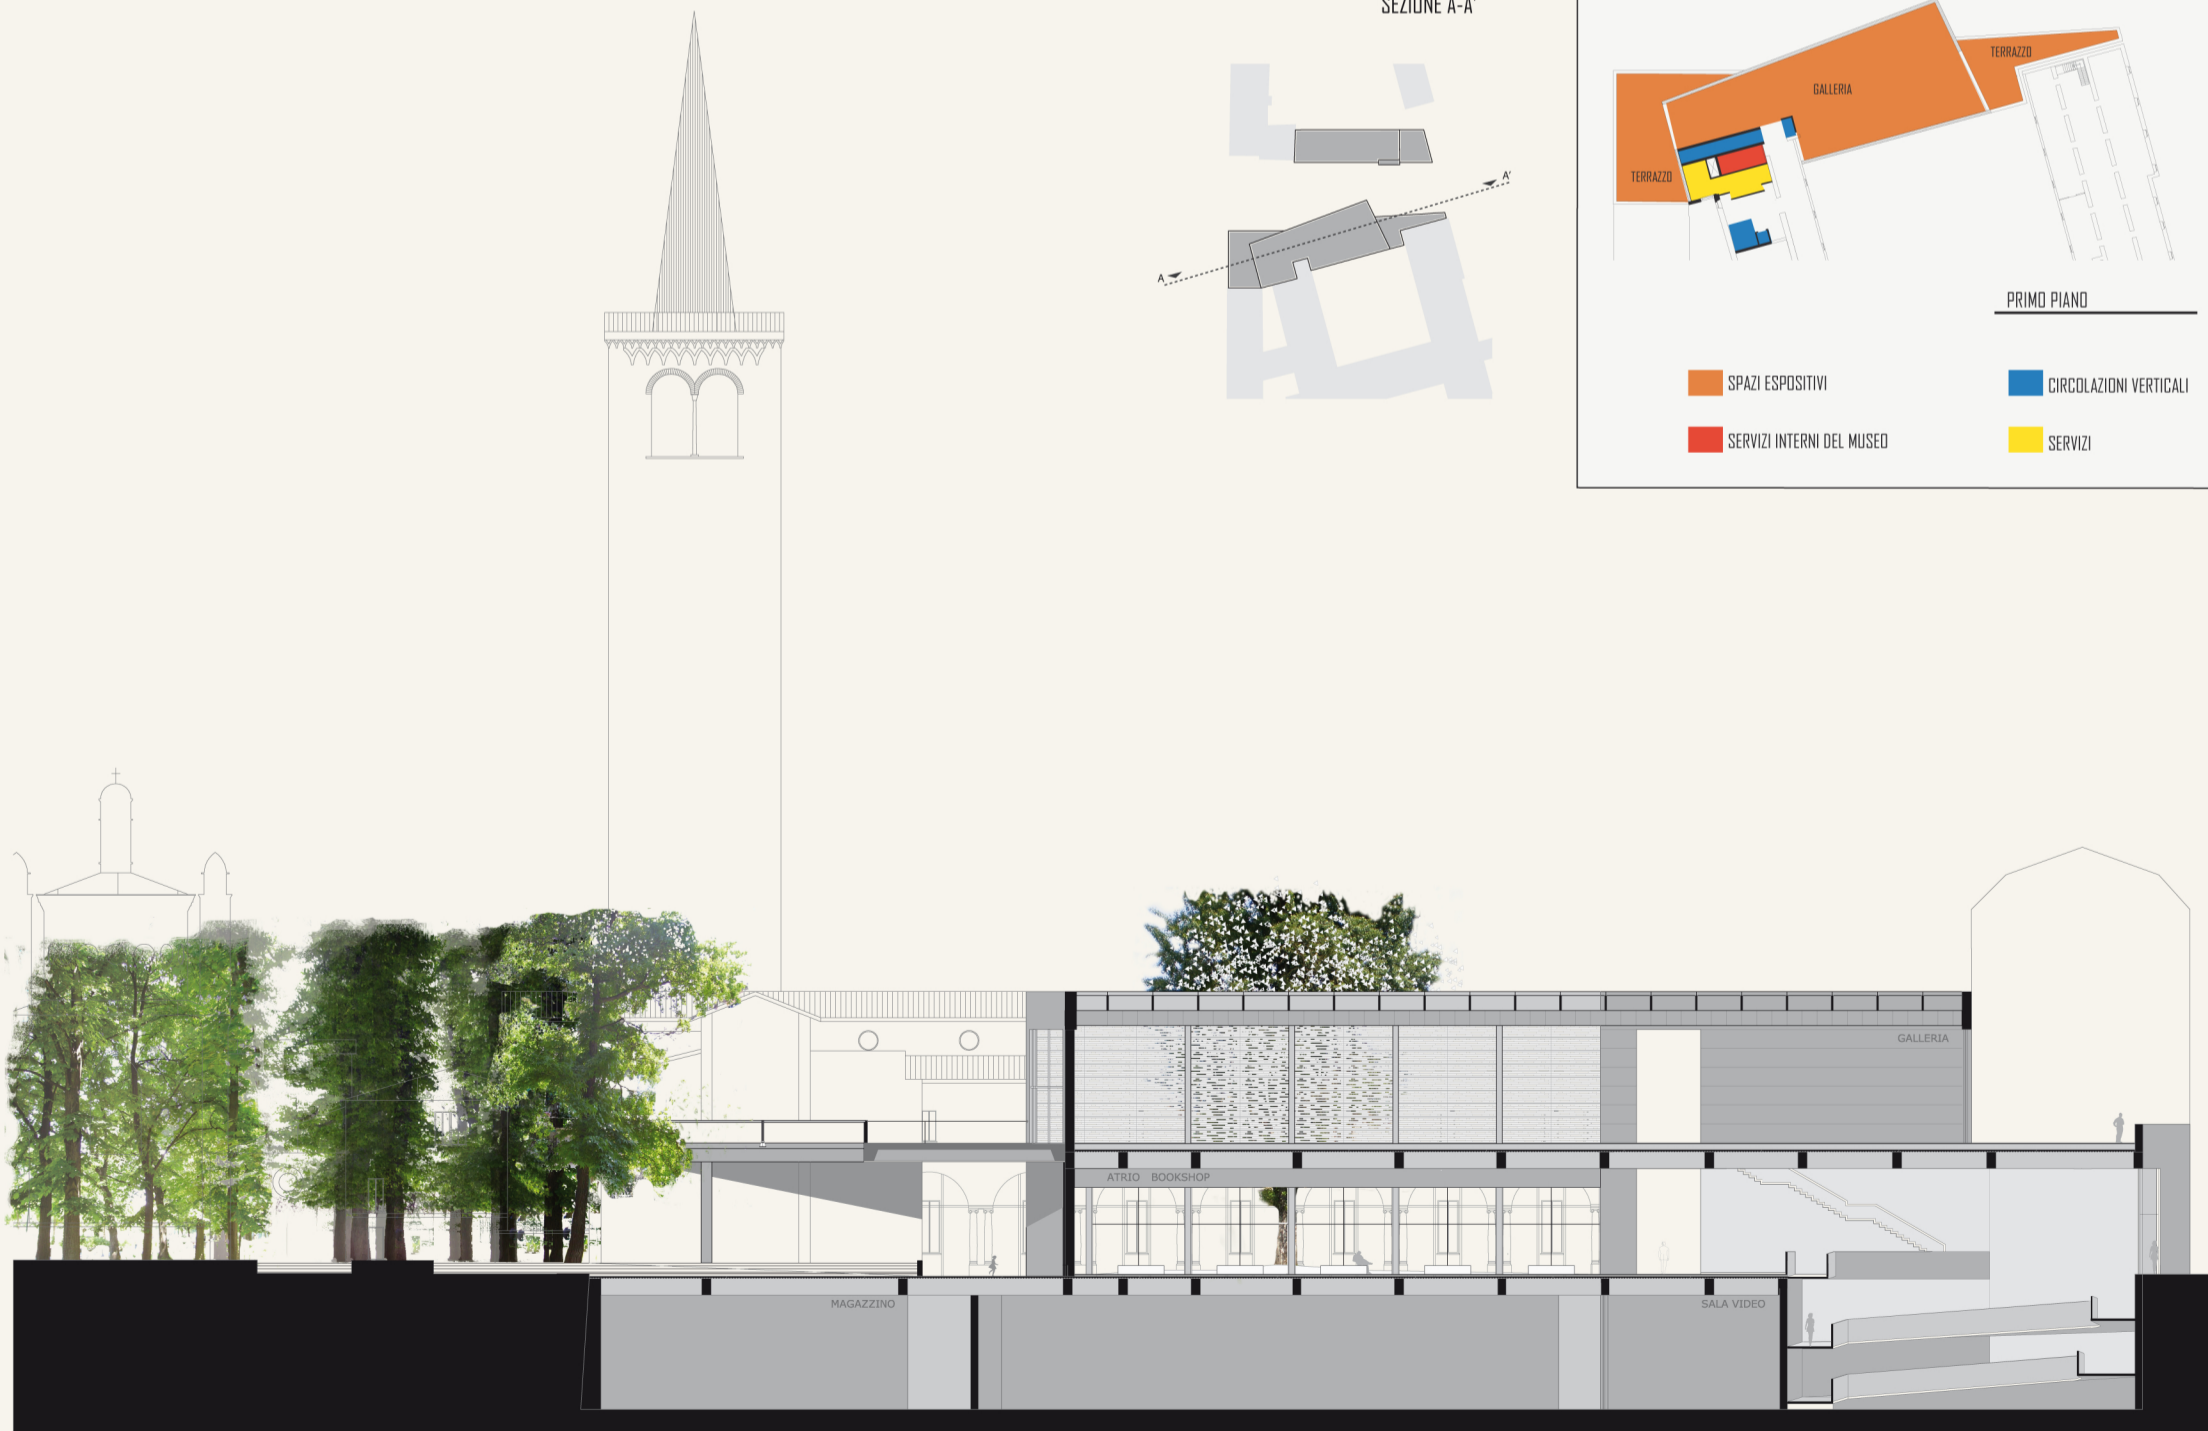 SEZIONE A-A'
TERRAZZO
GALLERIA
TERRAZZO
A'
A
PRIMO PIANO
SPAZI ESPOSITIVI
CIRCOLAZIONI VERTICALI
SERVIZI INTERNI DEL MUSEO
SERVIZI
GALLERIA
ATRIO BOOKSHOP
MAGAZZINO
SALA VIDEO